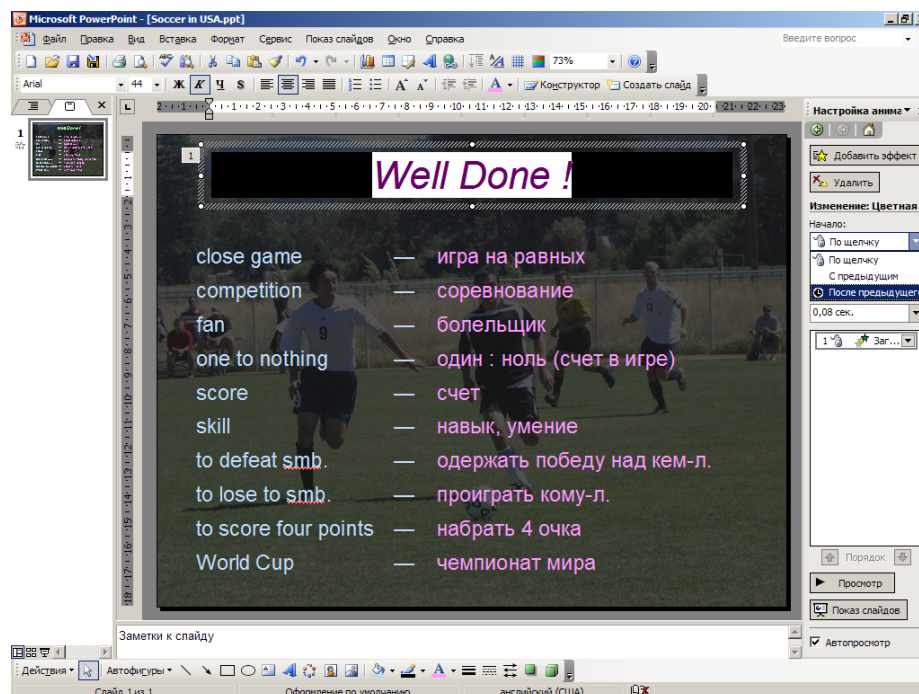 Microsoft PowerPoint - [Soccer in USA.ppt]
Файл Правка Вид Вставка Формат Сервис Показ слайдов Окно Справка Введите вопрос
73%
Arial 44 Ж К Ч S Конструктор Создать слайд
Настройка анима
1
1
Well Done !
close game — игра на равных
competition — соревнование
fan — болельщик
one to nothing — один : ноль (счет в игре)
score — счет
skill — навык, умение
to defeat smb. — одержать победу над кем-л.
to lose to smb. — проиграть кому-л.
to score four points — набрать 4 очка
World Cup — чемпионат мира
Добавить эффект
Удалить
Изменение: Цветная
Начало:
По щелчку
По щелчку
С предыдущим
После предыдущего
0,08 сек.
1 Заг...
Порядок
Просмотр
Показ слайдов
Автопросмотр
Заметки к слайду
Действия Автофигуры
Слайд 1 из 1 Оформление по умолчанию английский (США)